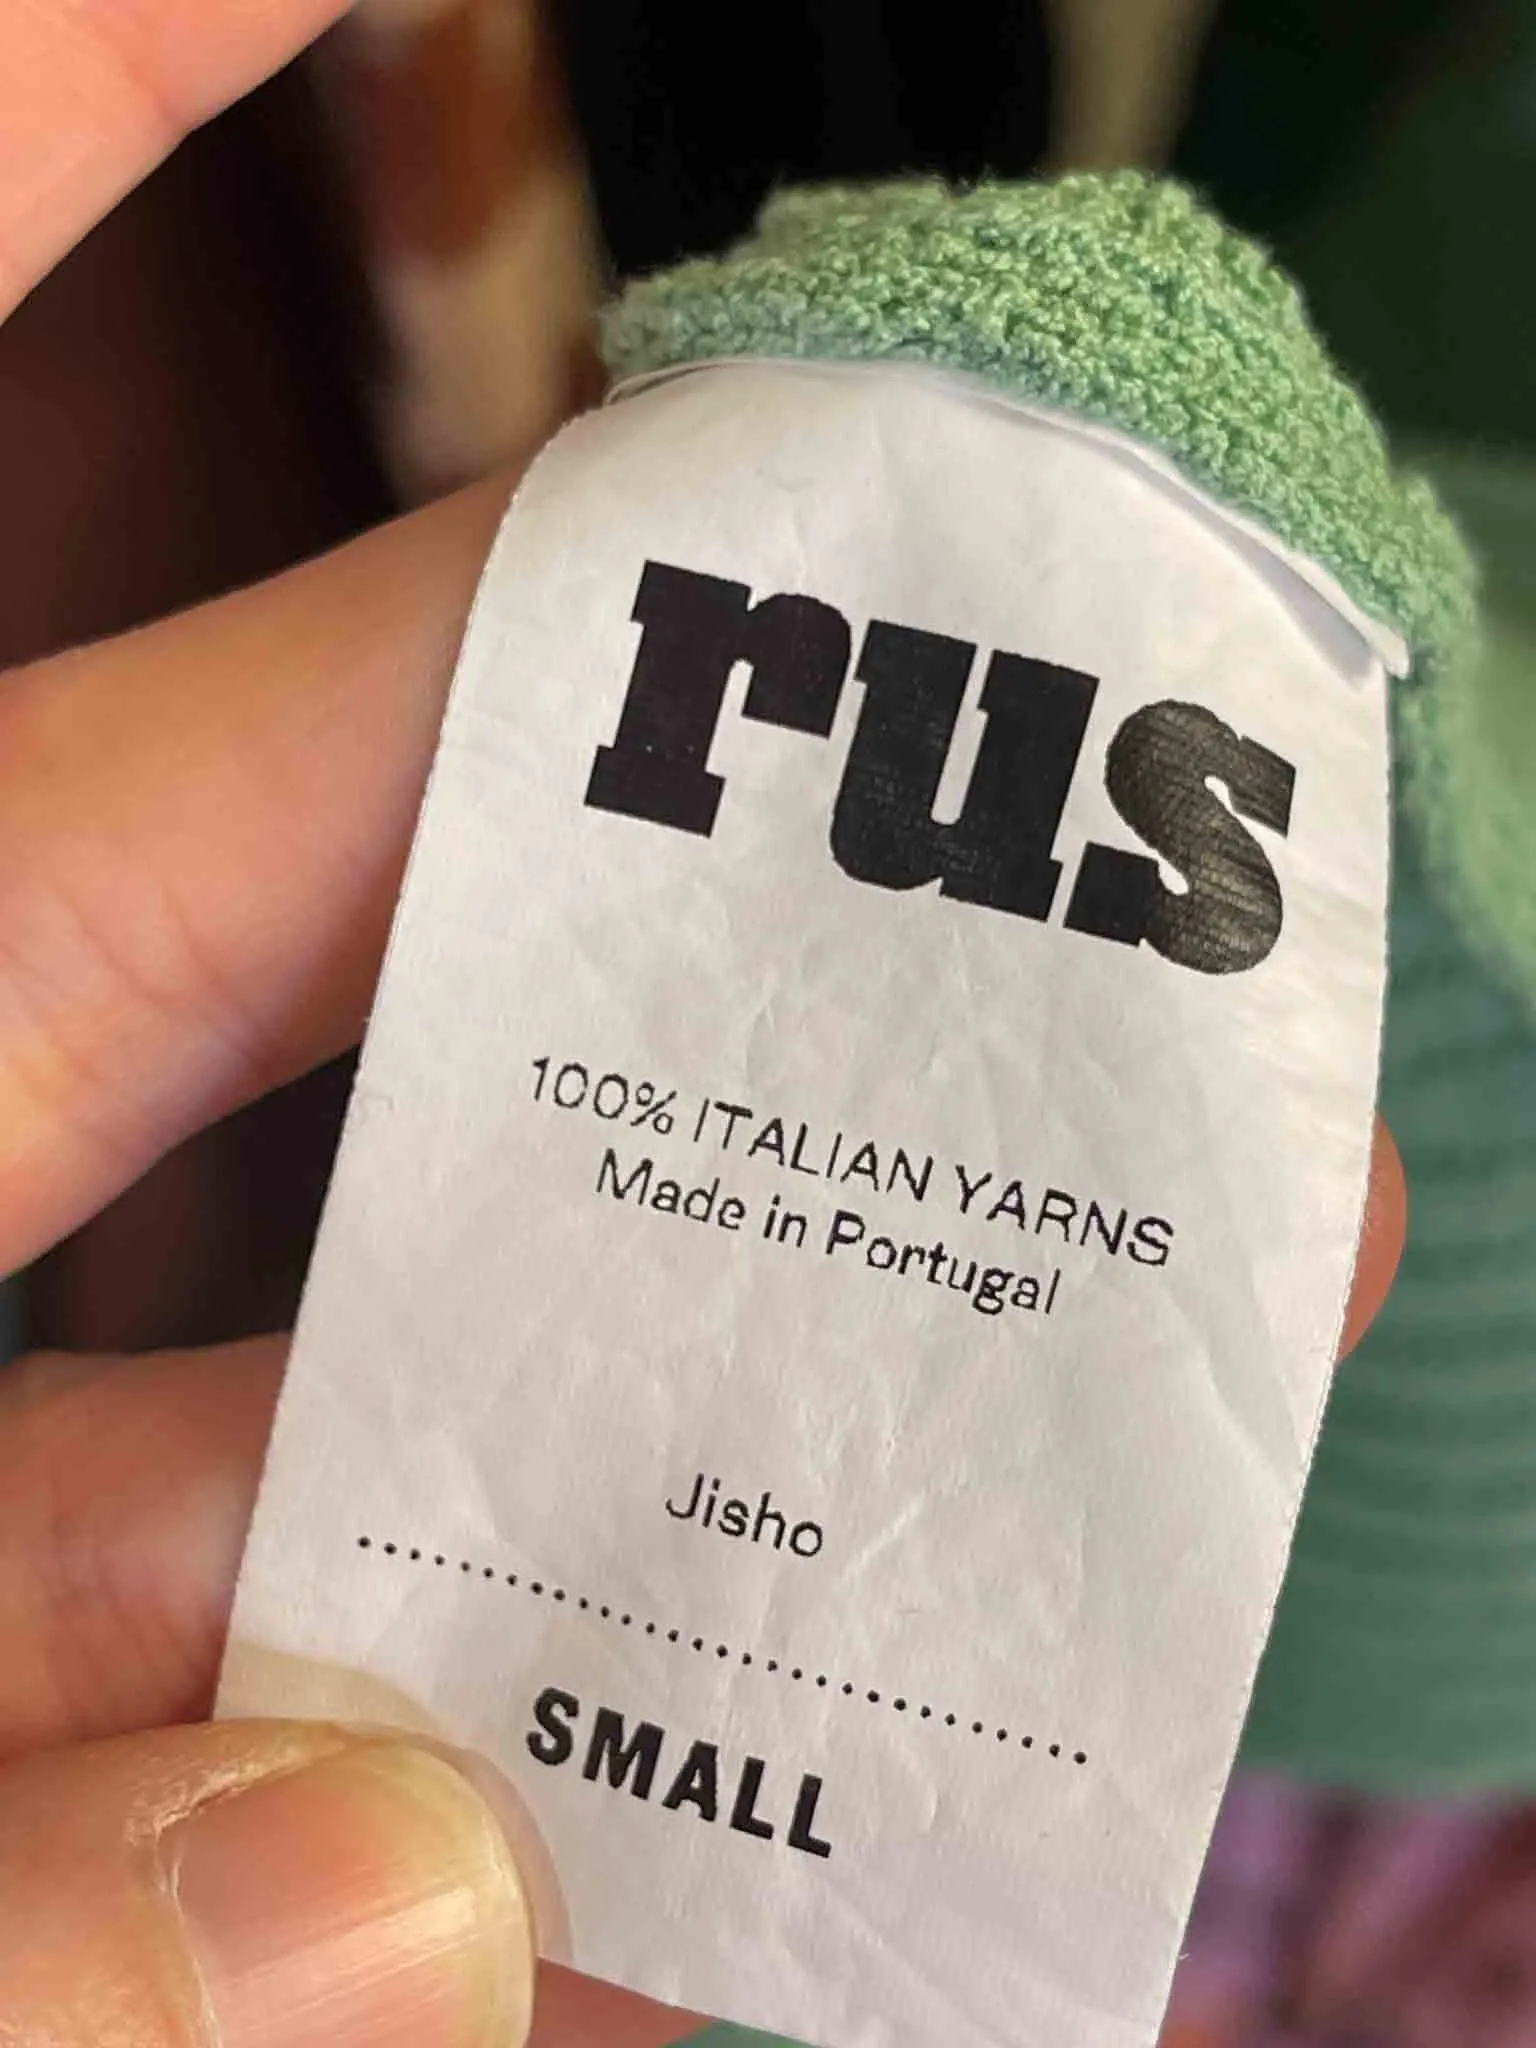 rus
100% ITALIAN YARNS
Made in Portugal
Jisho
SMALL